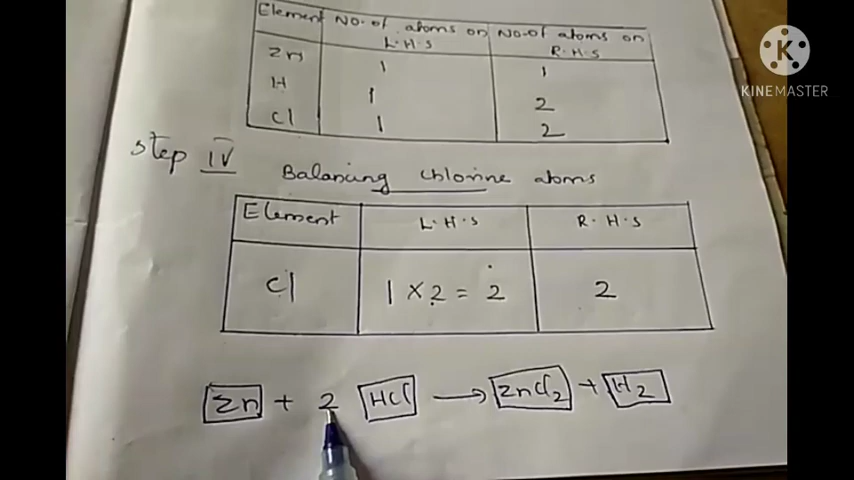 Element No. of atoms on L.H.S No. of atoms on R.H.S
Zn 1 1
H 1 2
Cl 1 2
Step IV Balancing chlorine atoms
Element L.H.S R.H.S
Cl 1 × 2 = 2 2
Zn + 2 HCl → ZnCl2 + H2
K
KINEMASTER